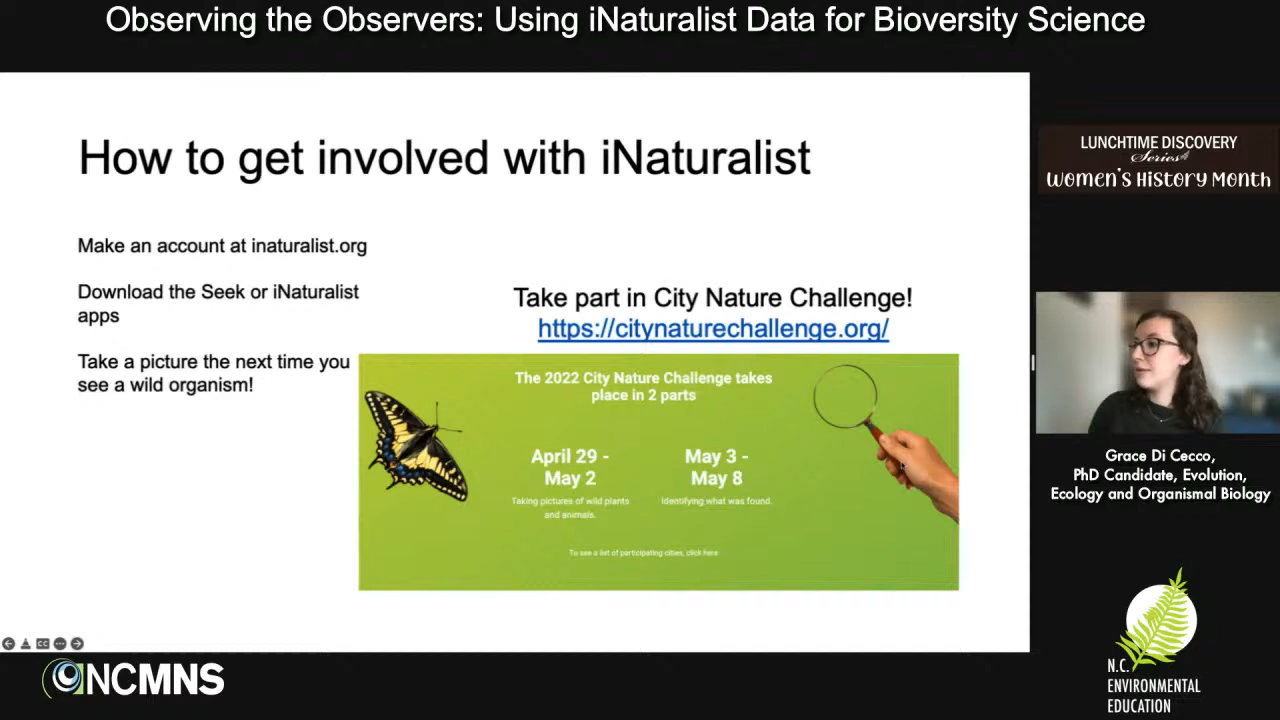 Observing the Observers: Using iNaturalist Data for Bioversity Science
How to get involved with iNaturalist
Make an account at inaturalist.org
Download the Seek or iNaturalist
apps
Take a picture the next time you
see a wild organism!
Take part in City Nature Challenge!
https://citynaturechallenge.org/
The 2022 City Nature Challenge takes
place in 2 parts
April 29 -
May 2
Taking pictures of wild plants
and animals.
May 3 -
May 8
Identifying what was found.
To see a list of participating cities, click here
LUNCHTIME DISCOVERY
Series
WOMEN'S HISTORY MONTH
Grace Di Cecco,
PhD Candidate, Evolution,
Ecology and Organismal Biology
CC
NCMNS
N.C.
ENVIRONMENTAL
EDUCATION